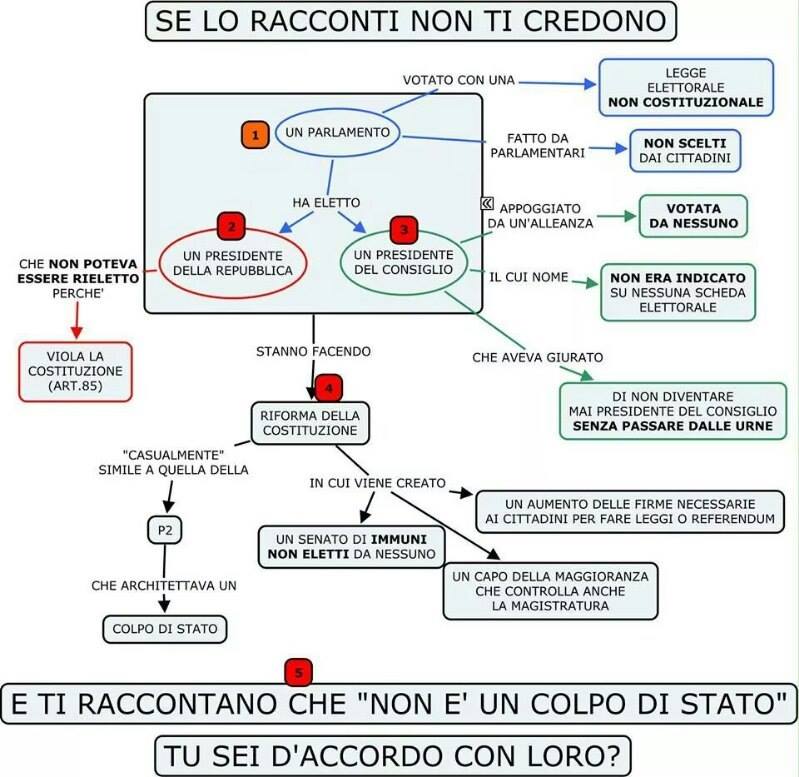 SE LO RACCONTI NON TI CREDONO
VOTATO CON UNA
LEGGE
ELETTORALE
NON COSTITUZIONALE
1
UN PARLAMENTO
FATTO DA
PARLAMENTARI
NON SCELTI
DAI CITTADINI
HA ELETTO
2
UN PRESIDENTE
DELLA REPUBBLICA
3
UN PRESIDENTE
DEL CONSIGLIO
APPOGGIATO
DA UN'ALLEANZA
VOTATA
DA NESSUNO
CHE NON POTEVA
ESSERE RIELETTO
PERCHE'
VIOLA LA
COSTITUZIONE
(ART.85)
IL CUI NOME
NON ERA INDICATO
SU NESSUNA SCHEDA
ELETTORALE
CHE AVEVA GIURATO
DI NON DIVENTARE
MAI PRESIDENTE DEL CONSIGLIO
SENZA PASSARE DALLE URNE
STANNO FACENDO
4
RIFORMA DELLA
COSTITUZIONE
"CASUALMENTE"
SIMILE A QUELLA DELLA
P2
CHE ARCHITETTAVA UN
COLPO DI STATO
IN CUI VIENE CREATO
UN AUMENTO DELLE FIRME NECESSARIE
AI CITTADINI PER FARE LEGGI O REFERENDUM
UN SENATO DI IMMUNI
NON ELETTI DA NESSUNO
UN CAPO DELLA MAGGIORANZA
CHE CONTROLLA ANCHE
LA MAGISTRATURA
5
E TI RACCONTANO CHE "NON E' UN COLPO DI STATO"
TU SEI D'ACCORDO CON LORO?